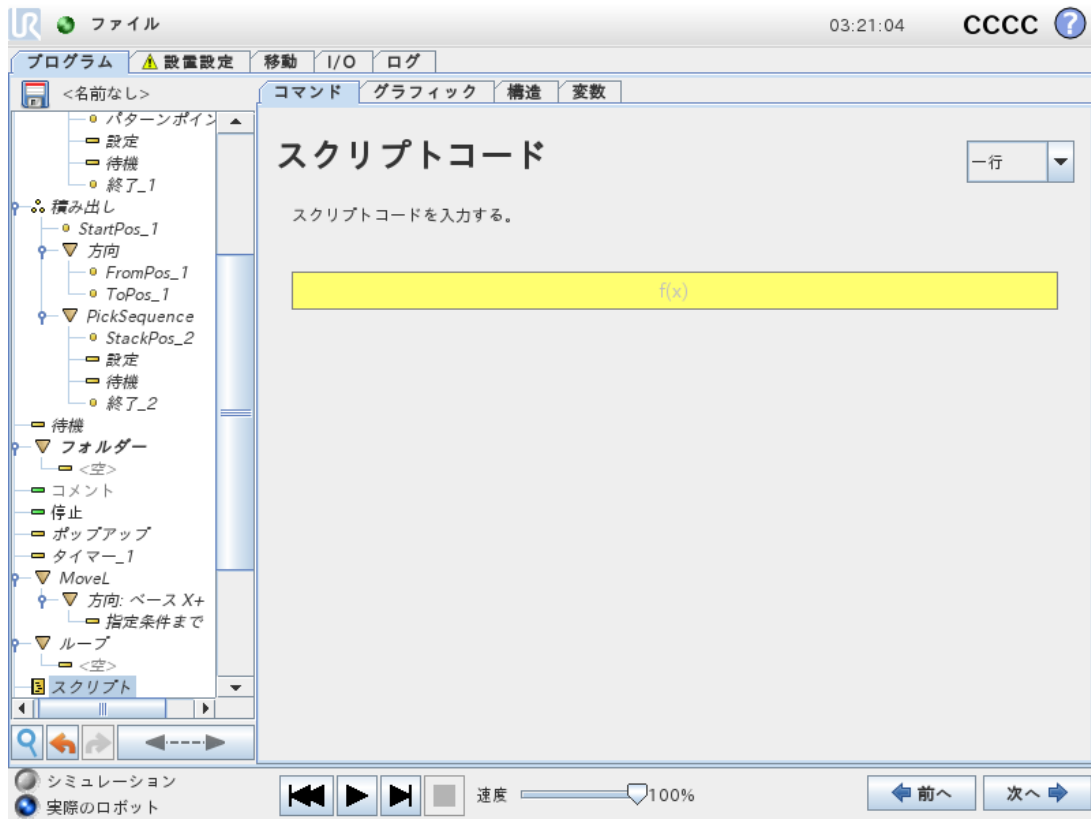 UR ファイル 03:21:04 CCCC ?
プログラム 設置設定 移動 I/O ログ
<名前なし>
コマンド グラフィック 構造 変数
パターンポイン
設定
待機
終了_1
積み出し
StartPos_1
方向
FromPos_1
ToPos_1
PickSequence
StackPos_2
設定
待機
終了_2
待機
フォルダー
<空>
コメント
停止
ポップアップ
タイマー_1
MoveL
方向: ベース X+
指定条件まで
ループ
<空>
スクリプト
スクリプトコード
一行
スクリプトコードを入力する。
f(x)
シミュレーション
実際のロボット
速度 100%
前へ 次へ